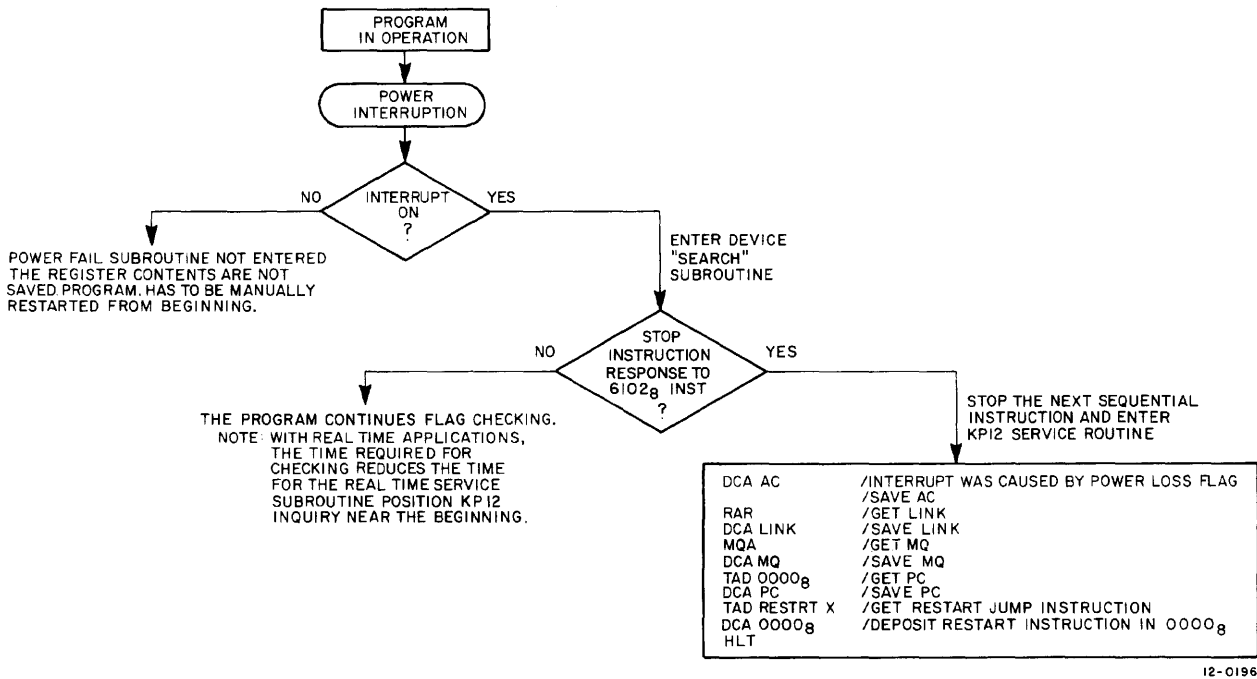 PROGRAM
IN OPERATION
POWER
INTERRUPTION
NO
INTERRUPT
ON
?
YES
POWER FAIL SUBROUTINE NOT ENTERED
THE REGISTER CONTENTS ARE NOT
SAVED. PROGRAM. HAS TO BE MANUALLY
RESTARTED FROM BEGINNING.
ENTER DEVICE
"SEARCH"
SUBROUTINE
NO
STOP
INSTRUCTION
RESPONSE TO
6102₈ INST
?
YES
THE PROGRAM CONTINUES FLAG CHECKING.
NOTE: WITH REAL TIME APPLICATIONS,
THE TIME REQUIRED FOR
CHECKING REDUCES THE TIME
FOR THE REAL TIME SERVICE
SUBROUTINE POSITION KP12
INQUIRY NEAR THE BEGINNING.
STOP THE NEXT SEQUENTIAL
INSTRUCTION AND ENTER
KP12 SERVICE ROUTINE
DCA AC /INTERRUPT WAS CAUSED BY POWER LOSS FLAG
/SAVE AC
RAR /GET LINK
DCA LINK /SAVE LINK
MQA /GET MQ
DCA MQ /SAVE MQ
TAD 0000₈ /GET PC
DCA PC /SAVE PC
TAD RESTRT X /GET RESTART JUMP INSTRUCTION
DCA 0000₈ /DEPOSIT RESTART INSTRUCTION IN 0000₈
HLT
12-0196